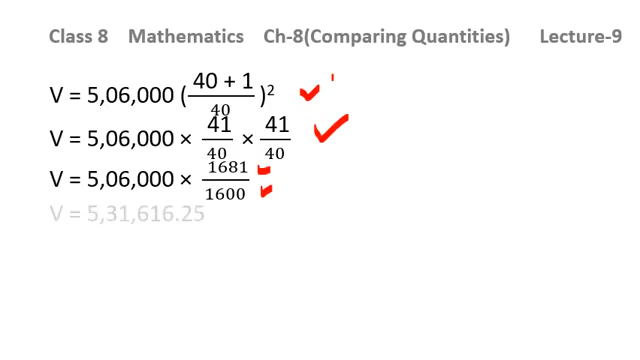 Class 8 Mathematics Ch-8(Comparing Quantities) Lecture-9
V = 5,06,000 (40 + 1/40)²
V = 5,06,000 × 41/40 × 41/40
V = 5,06,000 × 1681/1600
V = 5,31,616.25